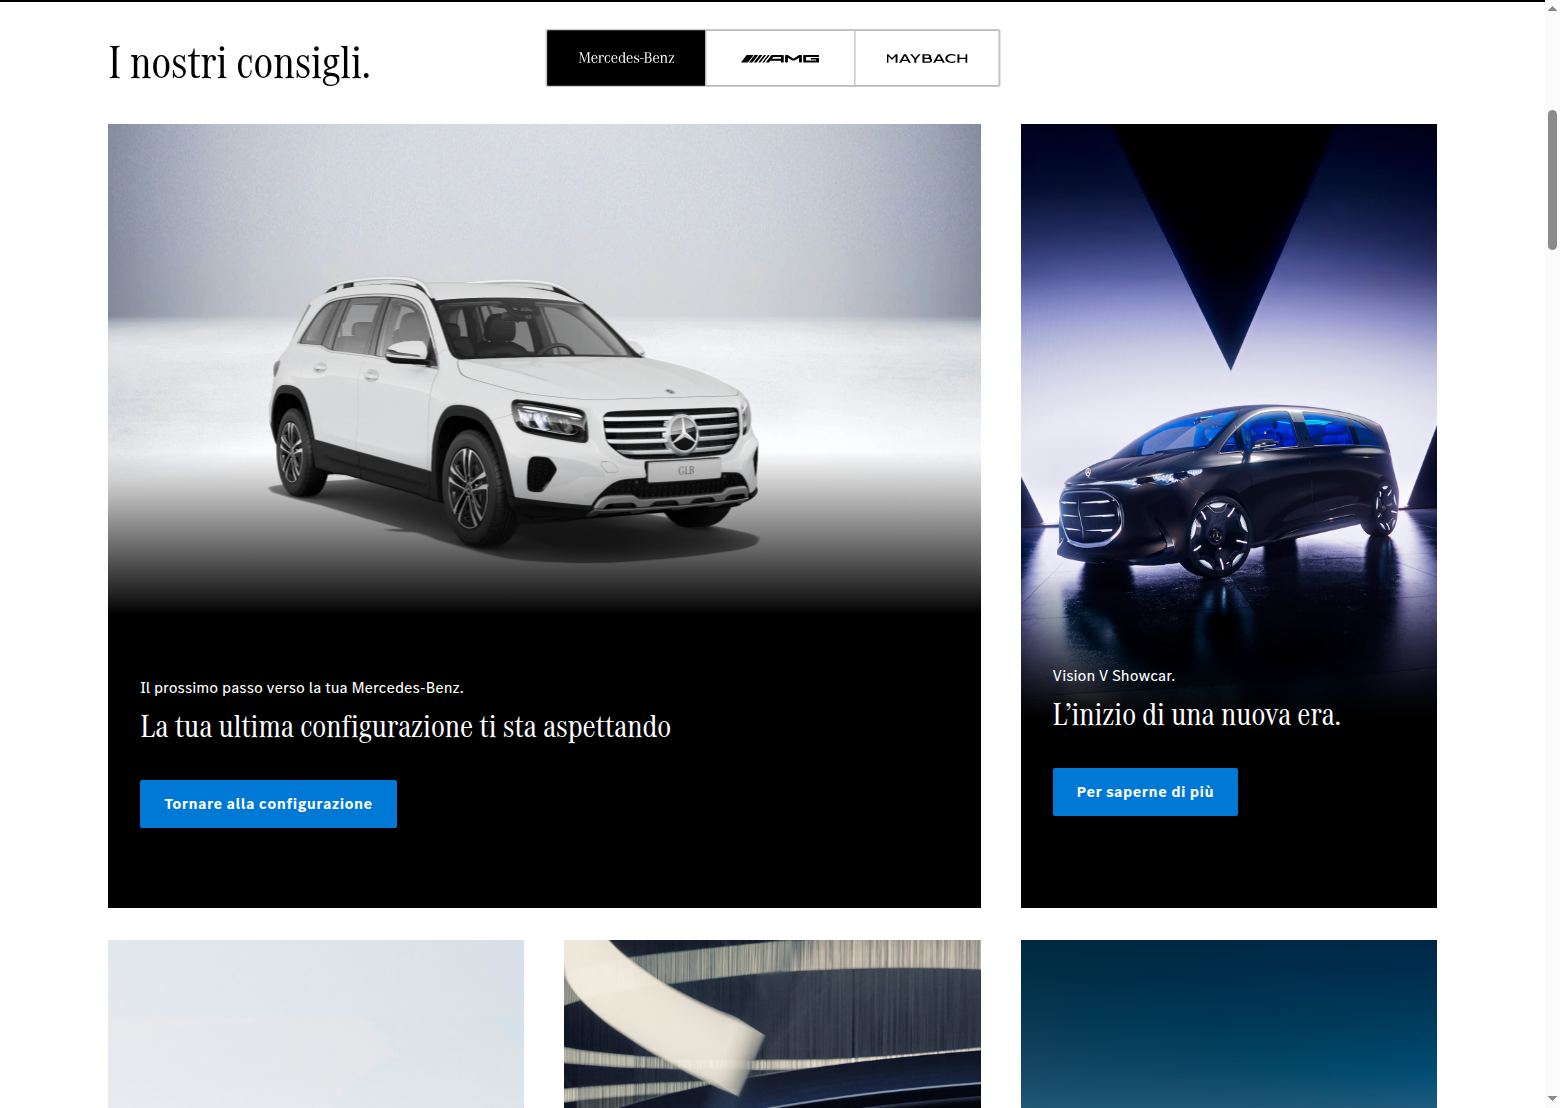 I nostri consigli.
Mercedes-Benz
AMG
MAYBACH
GLB
Il prossimo passo verso la tua Mercedes-Benz.
La tua ultima configurazione ti sta aspettando
Tornare alla configurazione
Vision V Showcar.
L’inizio di una nuova era.
Per saperne di più